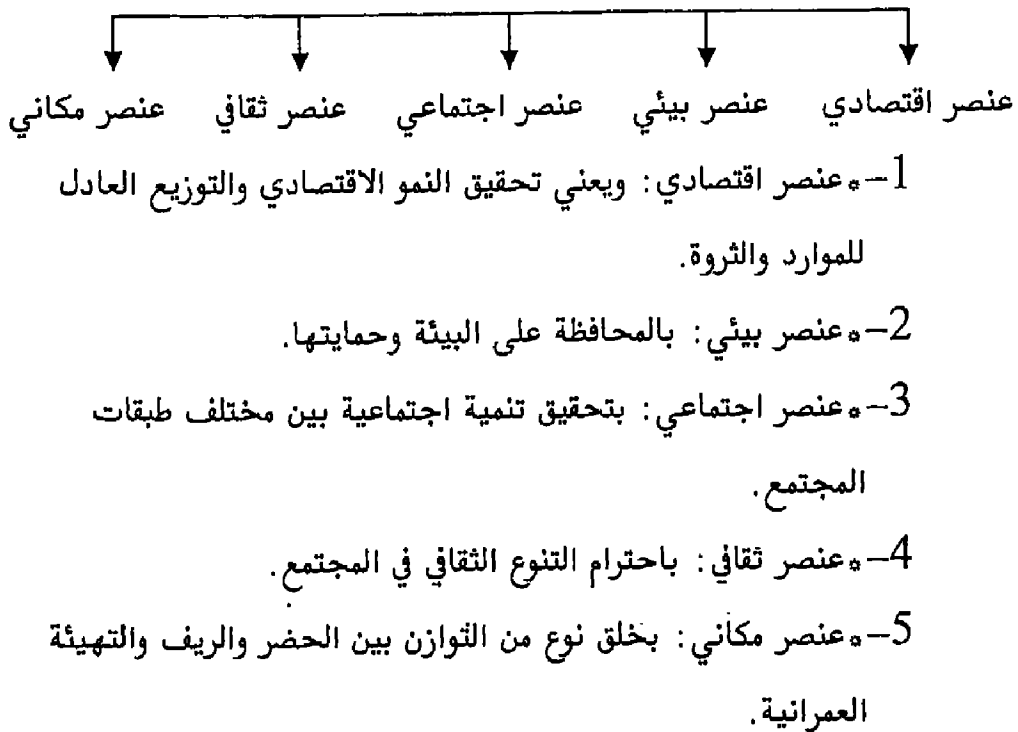 عنصر اقتصادي عنصر بيئي عنصر اجتماعي عنصر ثقافي عنصر مكاني
1-*عنصر اقتصادي: ويعني تحقيق النمو الاقتصادي والتوزيع العادل
للموارد والثروة.
2-*عنصر بيئي: بالمحافظة على البيئة وحمايتها.
3-*عنصر اجتماعي: بتحقيق تنمية اجتماعية بين مختلف طبقات
المجتمع.
4-*عنصر ثقافي: باحترام التنوع الثقافي في المجتمع.
5-*عنصر مكاني: بخلق نوع من التوازن بين الحضر والريف والتهيئة
العمرانية.